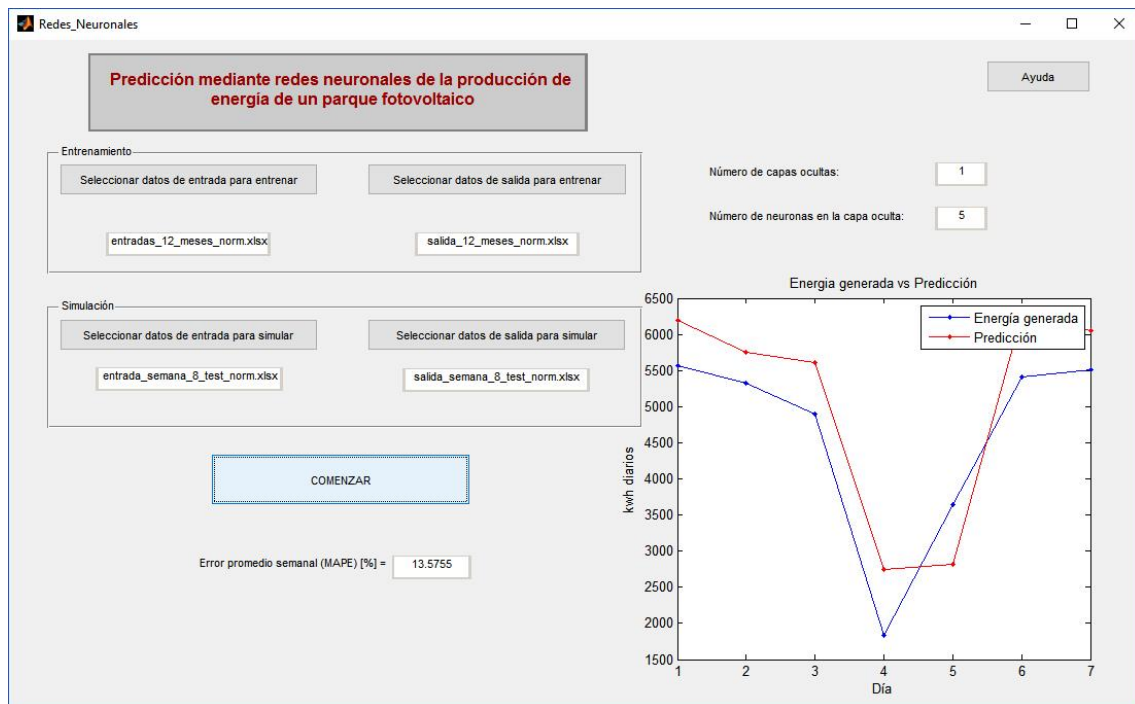 Redes_Neuronales
Predicción mediante redes neuronales de la producción de
energía de un parque fotovoltaico
Ayuda
Entrenamiento
Seleccionar datos de entrada para entrenar
Seleccionar datos de salida para entrenar
entradas_12_meses_norm.xlsx
salida_12_meses_norm.xlsx
Número de capas ocultas:
1
Número de neuronas en la capa oculta:
5
Simulación
Seleccionar datos de entrada para simular
Seleccionar datos de salida para simular
entrada_semana_8_test_norm.xlsx
salida_semana_8_test_norm.xlsx
COMENZAR
Error promedio semanal (MAPE) [%] =
13.5755
Energia generada vs Predicción
Energía generada
Predicción
6500
6000
5500
5000
4500
4000
3500
3000
2500
2000
1500
kwh diarios
1 2 3 4 5 6 7
Día